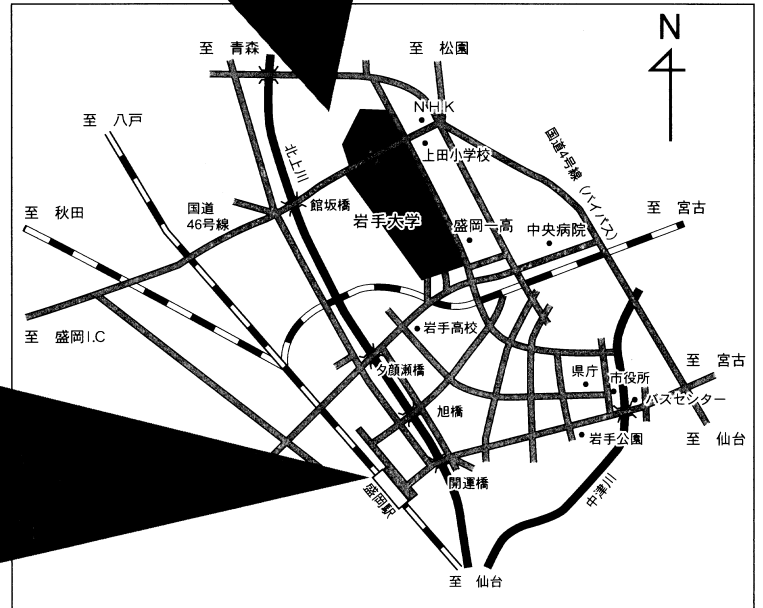 N
至 青森
至 松園
NHK
至 八戸
上田小学校
北上川
国道4号線(バイパス)
至 秋田
国道
46号線
館坂橋
岩手大学
盛岡一高
中央病院
至 宮古
至 盛岡I.C
岩手高校
夕顔瀬橋
県庁
市役所
至 宮古
バスセンター
旭橋
岩手公園
至 仙台
開運橋
盛岡駅
中津川
至 仙台